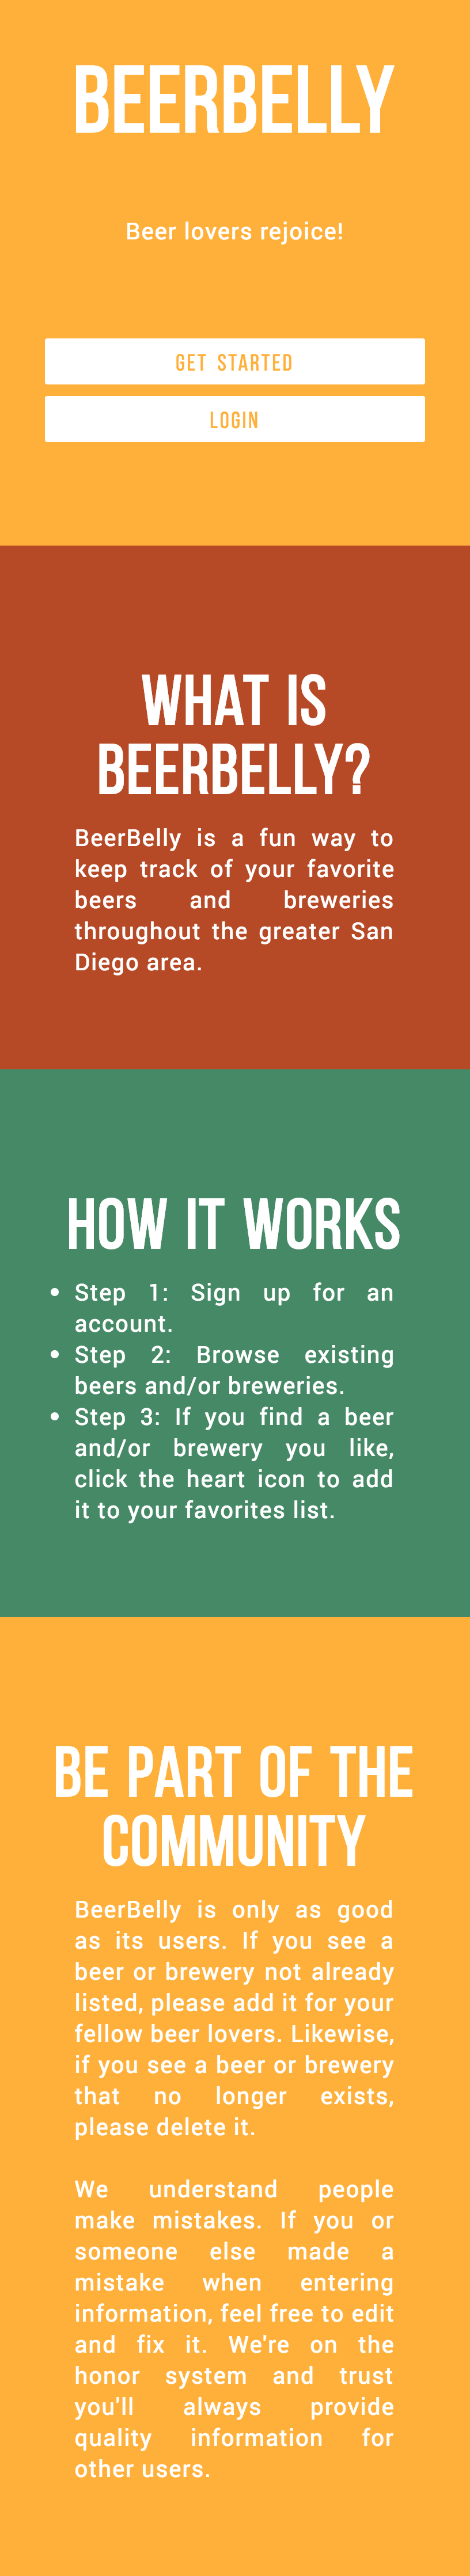 BEERBELLY
Beer lovers rejoice!
GET STARTED
LOGIN
WHAT IS
BEERBELLY?
BeerBelly is a fun way to
keep track of your favorite
beers and breweries
throughout the greater San
Diego area.
HOW IT WORKS
• Step 1: Sign up for an
account.
• Step 2: Browse existing
beers and/or breweries.
• Step 3: If you find a beer
and/or brewery you like,
click the heart icon to add
it to your favorites list.
BE PART OF THE
COMMUNITY
BeerBelly is only as good
as its users. If you see a
beer or brewery not already
listed, please add it for your
fellow beer lovers. Likewise,
if you see a beer or brewery
that no longer exists,
please delete it.
We understand people
make mistakes. If you or
someone else made a
mistake when entering
information, feel free to edit
and fix it. We're on the
honor system and trust
you'll always provide
quality information for
other users.